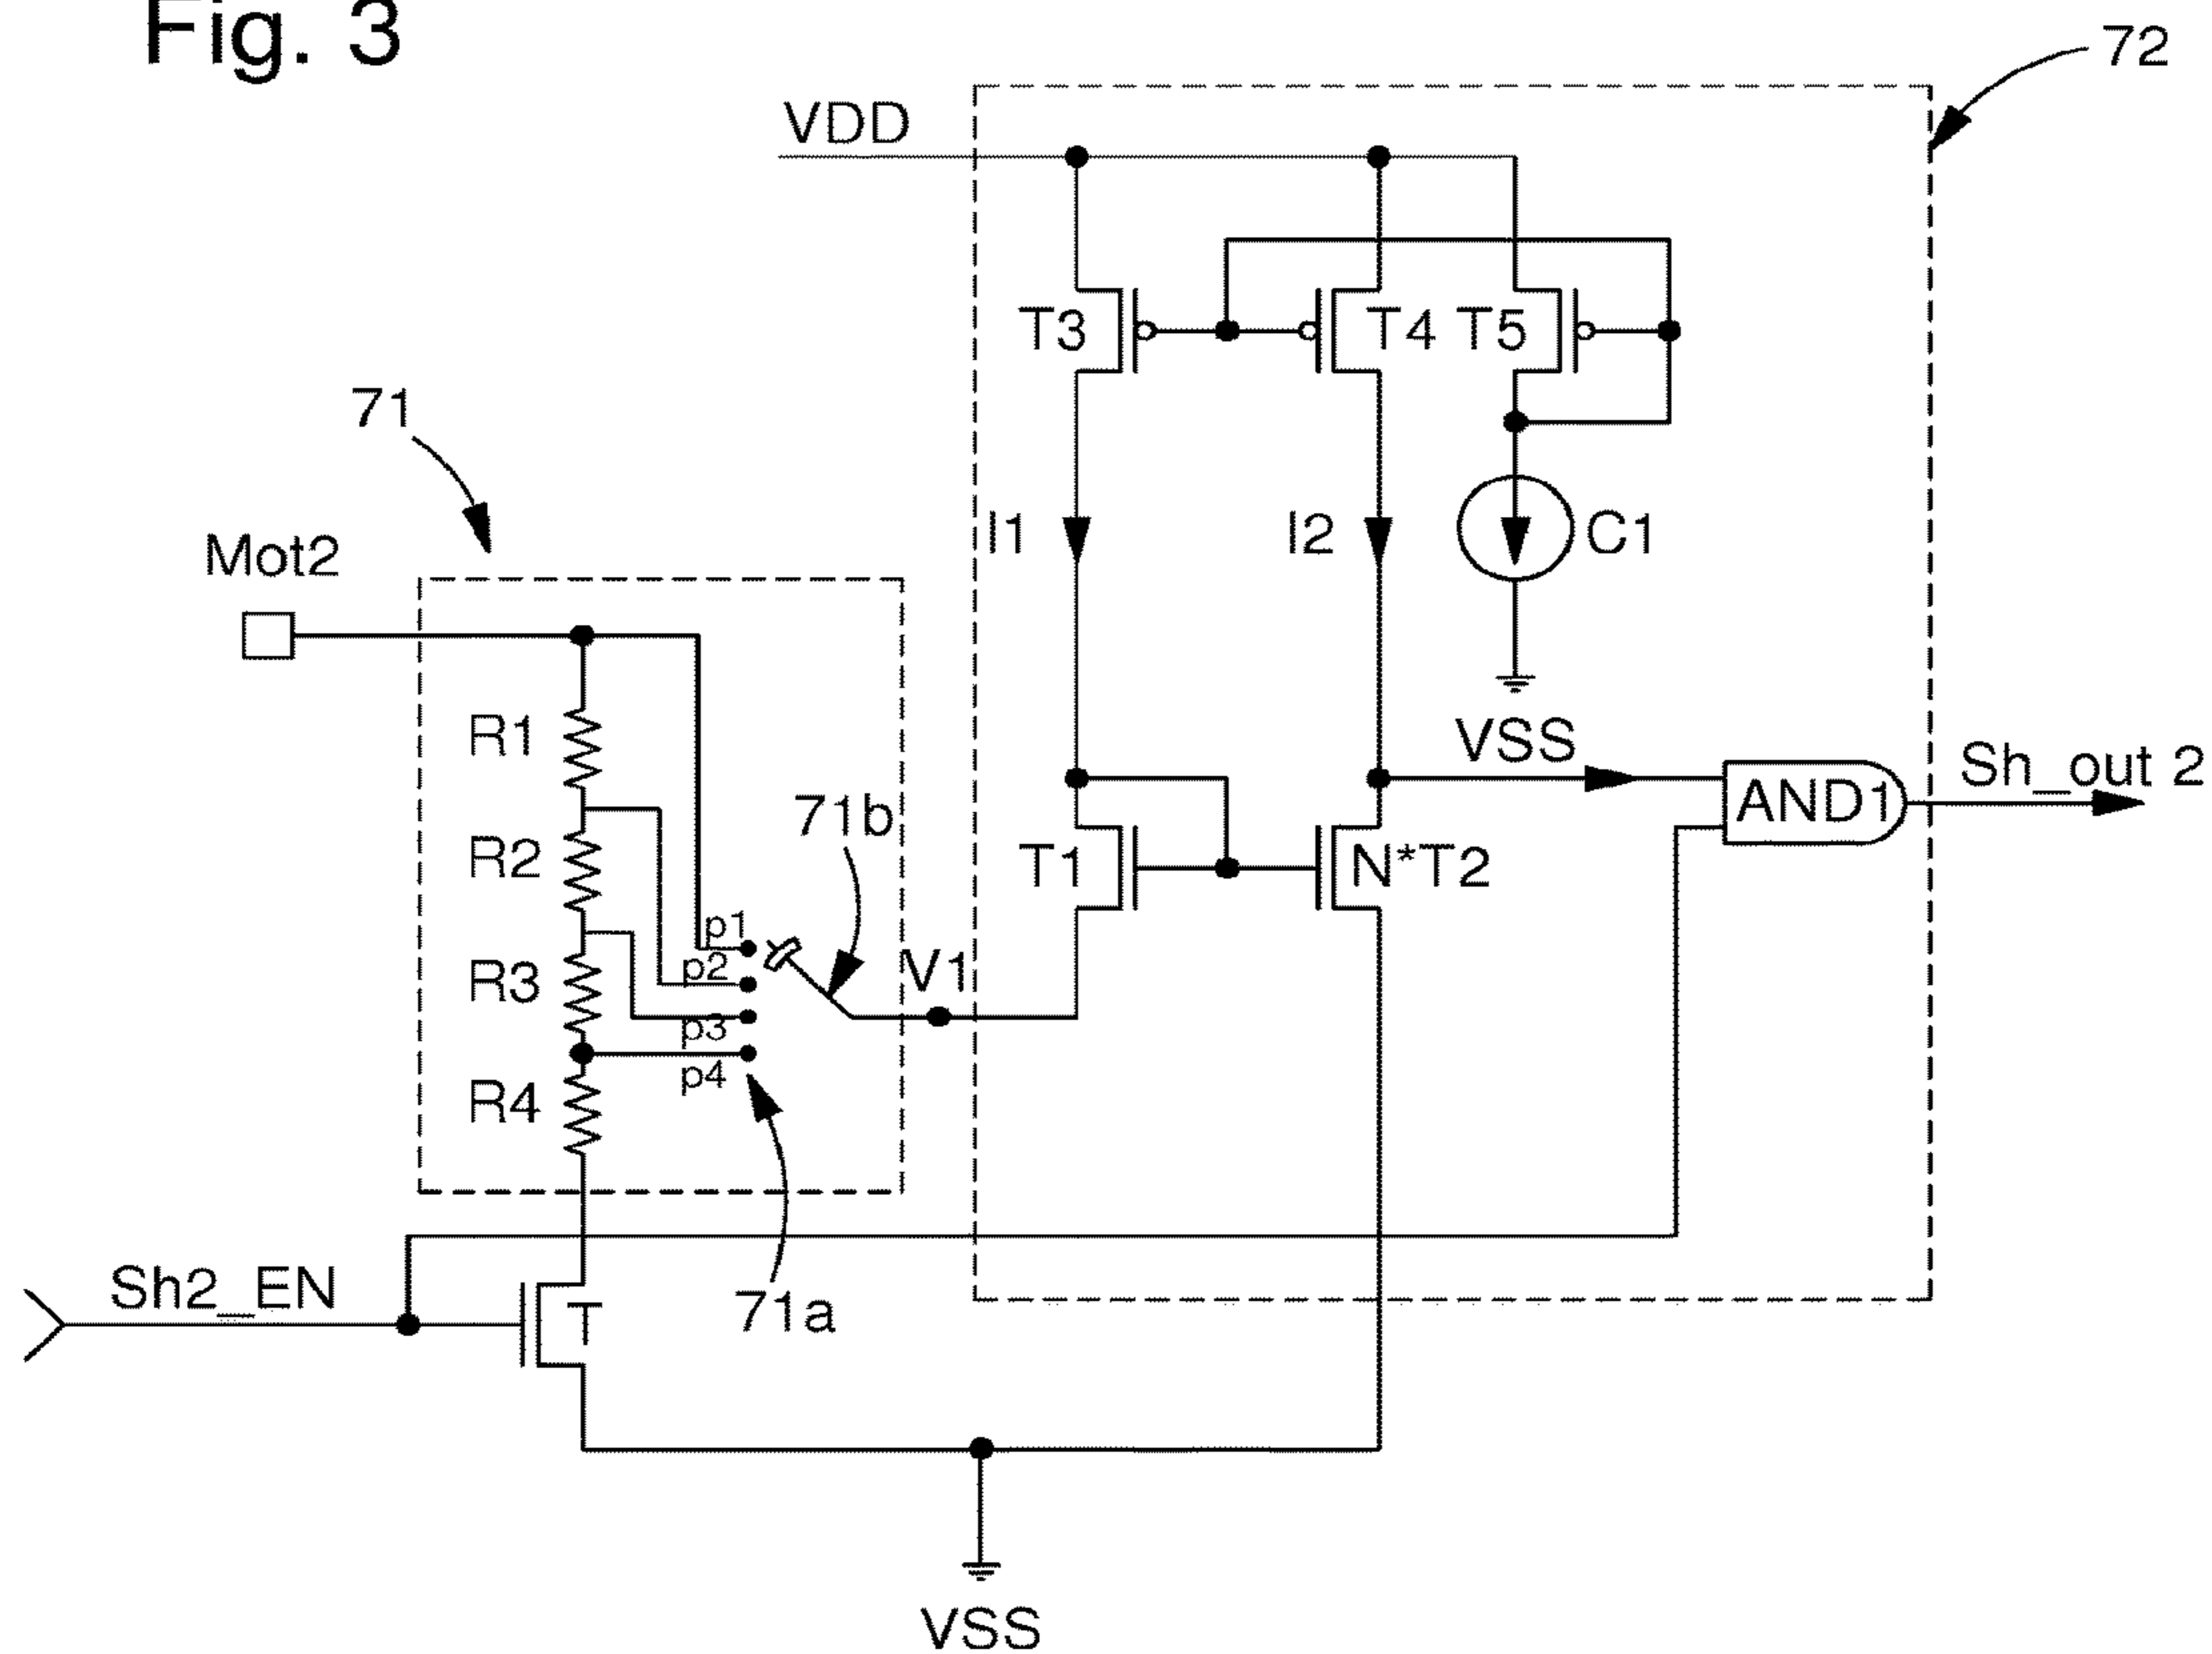 Fig. 3
72
VDD
T3
T4
T5
71
I1
I2
C1
Mot2
VSS
Sh_out 2
R1
71b
AND1
R2
T1
N*T2
p1
p2
V1
R3
p3
p4
R4
Sh2_EN
T
71a
VSS